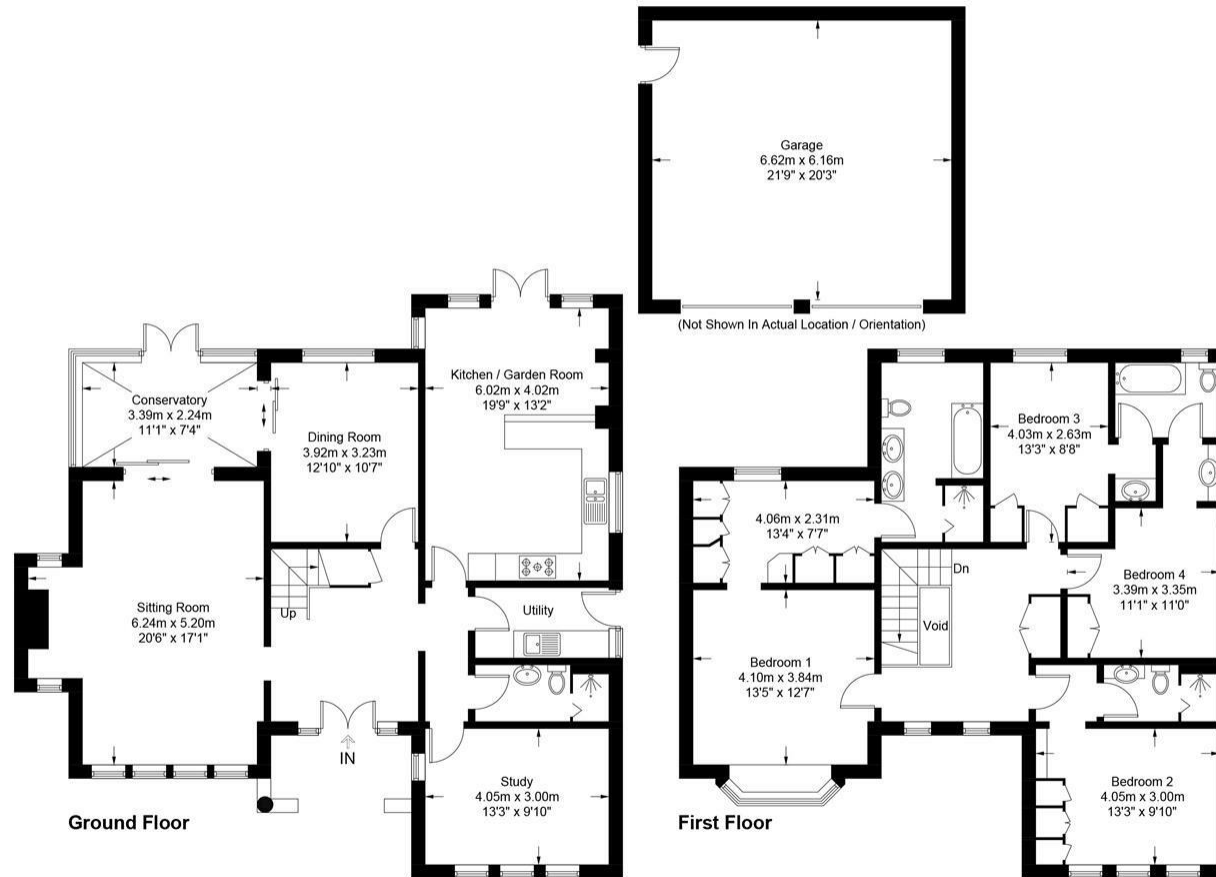 Garage
6.62m x 6.16m
21'9" x 20'3"
(Not Shown In Actual Location / Orientation)
Conservatory
3.39m x 2.24m
11'1" x 7'4"
Dining Room
3.92m x 3.23m
12'10" x 10'7"
Kitchen / Garden Room
6.02m x 4.02m
19'9" x 13'2"
Sitting Room
6.24m x 5.20m
20'6" x 17'1"
Up
Utility
IN
Study
4.05m x 3.00m
13'3" x 9'10"
Ground Floor
Bedroom 3
4.03m x 2.63m
13'3" x 8'8"
4.06m x 2.31m
13'4" x 7'7"
Dn
Void
Bedroom 4
3.39m x 3.35m
11'1" x 11'0"
Bedroom 1
4.10m x 3.84m
13'5" x 12'7"
Bedroom 2
4.05m x 3.00m
13'3" x 9'10"
First Floor